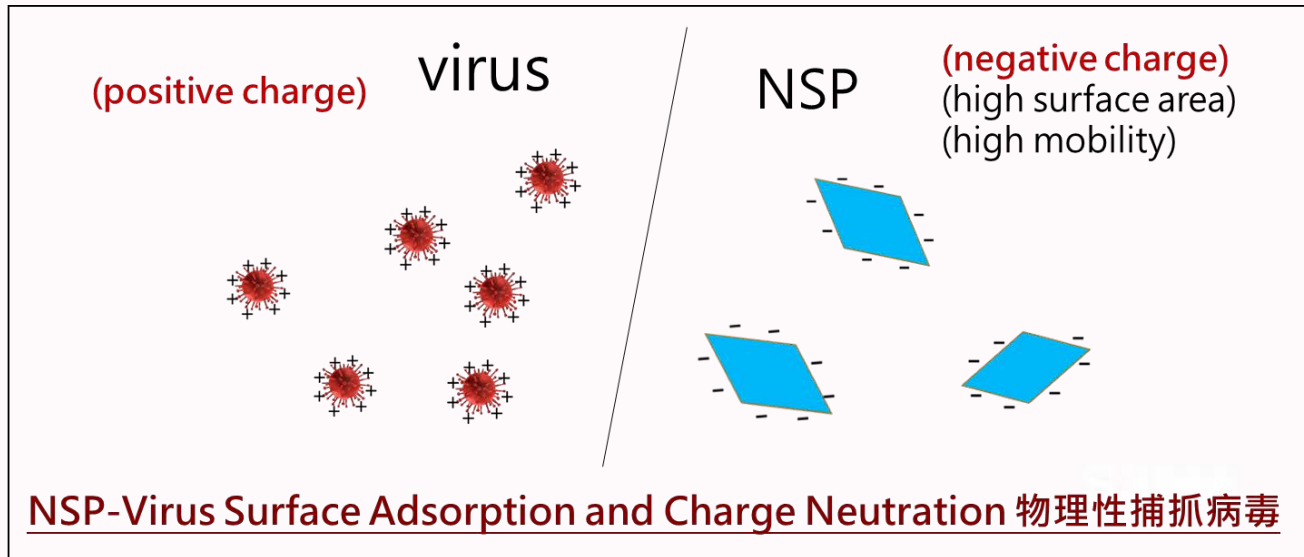 (positive charge)
virus
NSP
(negative charge)
(high surface area)
(high mobility)
NSP-Virus Surface Adsorption and Charge Neutration 物理性捕抓病毒